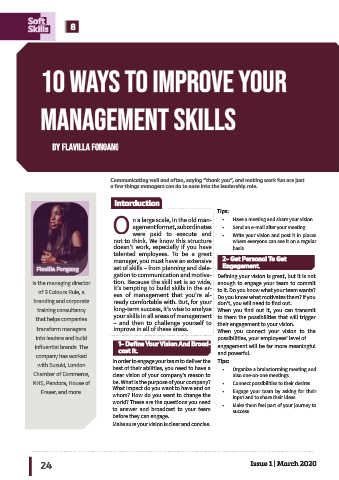 Soft
Skills
8
10 WAYS TO IMPROVE YOUR
MANAGEMENT SKILLS
BY FLAVILLA FONGANG
Communicating well and often, saying "thank you", and making work fun are just
a few things managers can do to ease into the leadership role.
Flavilla Fongang
is the managing director
of 3 Colours Rule, a
branding and corporate
training consultancy
that helps companies
transform managers
into leaders and build
influential brands. The
company has worked
with Suzuki, London
Chamber of Commerce,
NHS, Pandora, House of
Fraser, and more
Intorduction
On a large scale, in the old man-
agement format, subordinates
were paid to execute and
not to think. We know this structure
doesn't work, especially if you have
talented employees. To be a great
manager, you must have an extensive
set of skills – from planning and dele-
gation to communication and motiva-
tion. Because the skill set is so wide,
it's tempting to build skills in the ar-
eas of management that you're al-
ready comfortable with. But, for your
long-term success, it's wise to analyse
your skills in all areas of management
– and then to challenge yourself to
improve in all of these areas.
1- Define Your Vision And Broad-
cast it.
In order to engage your team to deliver the
best of their abilities, you need to have a
clear vision of your company's reason to
be. What is the purpose of your company?
What impact do you want to have and on
whom? How do you want to change the
world? These are the questions you need
to answer and broadcast to your team
before they can engage.
Make sure your vision is clear and concise.
Tips:
• Have a meeting and share your vision
• Send an e-mail after your meeting
• Write your vision and post it in places
where everyone can see it on a regular
basis
2- Get Personal To Get
Engagement.
Defining your vision is great, but it is not
enough to engage your team to commit
to it. Do you know what your team wants?
Do you know what motivates them? If you
don't, you will need to find out.
When you find out it, you can transmit
to them the possibilities that will trigger
their engagement to your vision.
When you connect your vision to the
possibilities, your employees' level of
engagement will be far more meaningful
and powerful.
Tips:
• Organize a brainstorming meeting and
also one-on-one meetings
• Connect possibilities to their desires
• Engage your team by asking for their
input and to share their ideas
• Make them feel part of your journey to
success
24
Issue 1 | March 2020